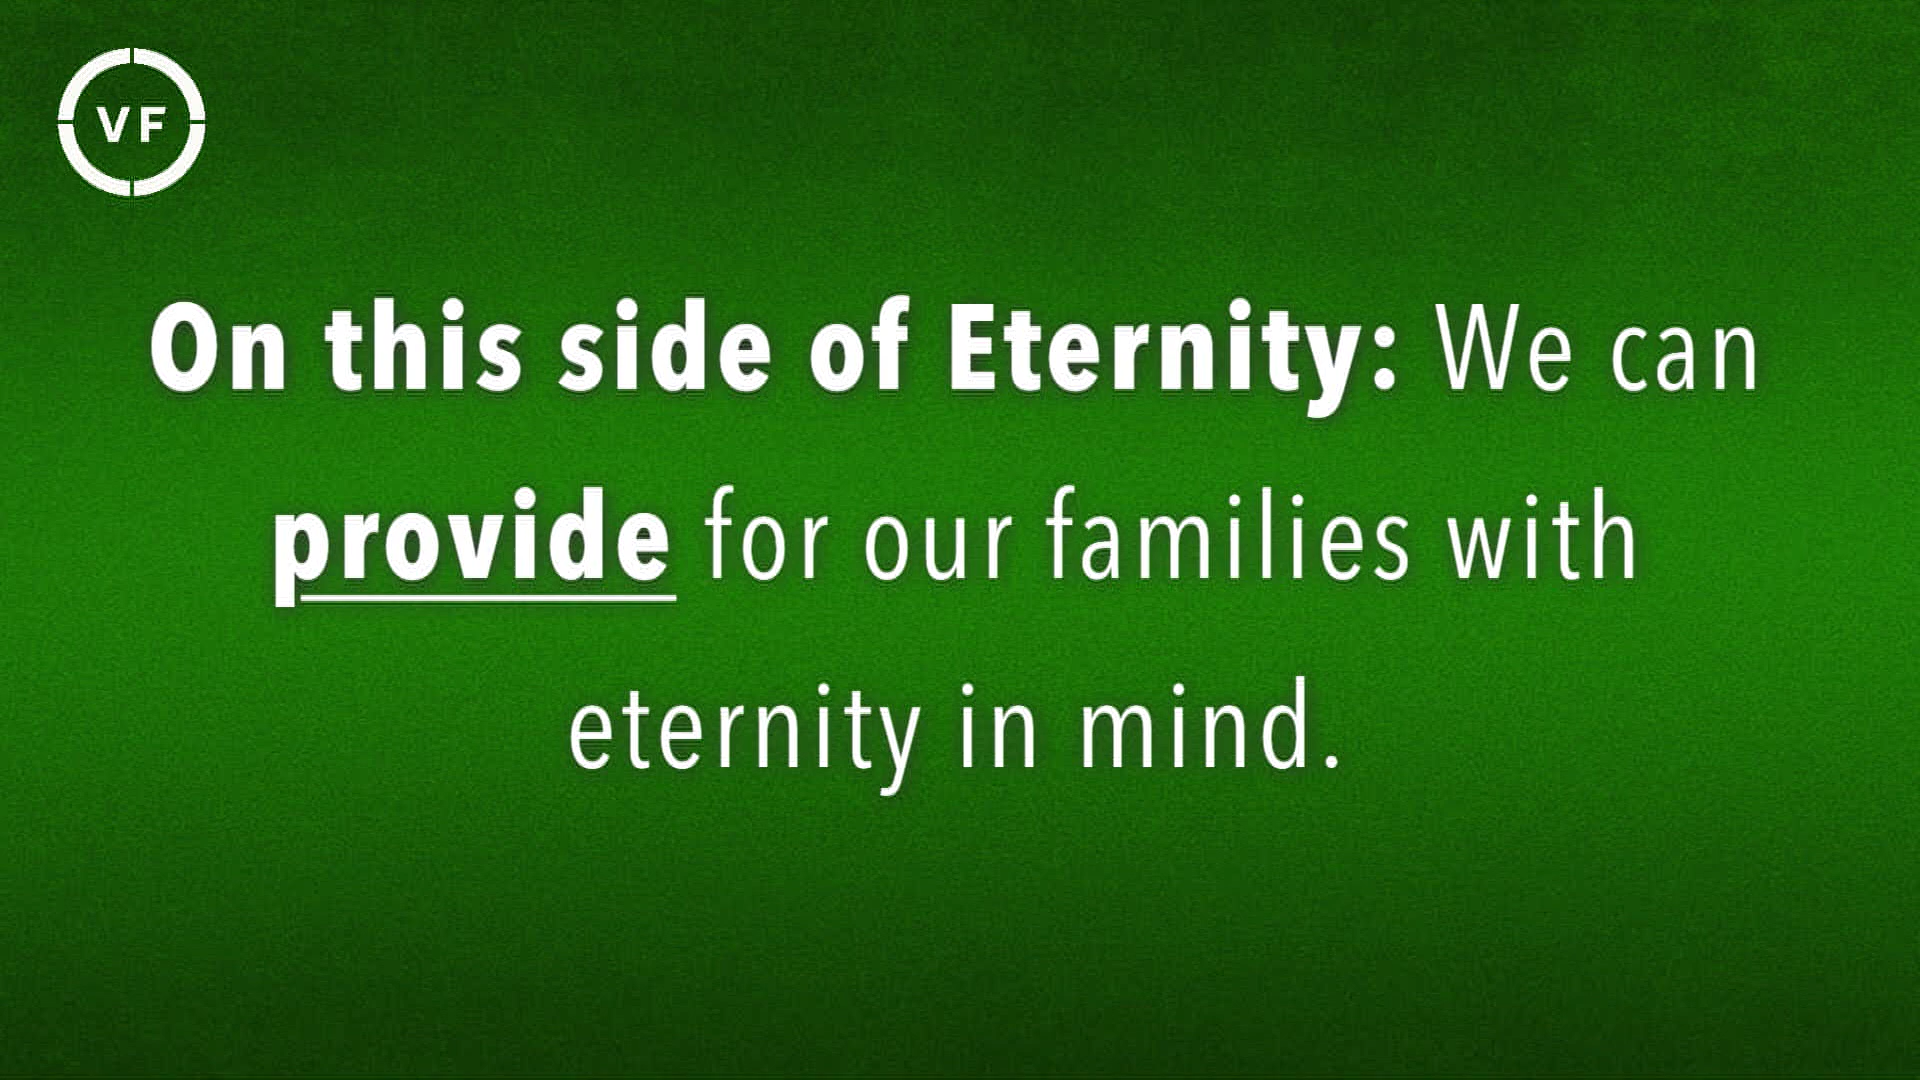 VF
On this side of Eternity: We can
provide for our families with
eternity in mind.